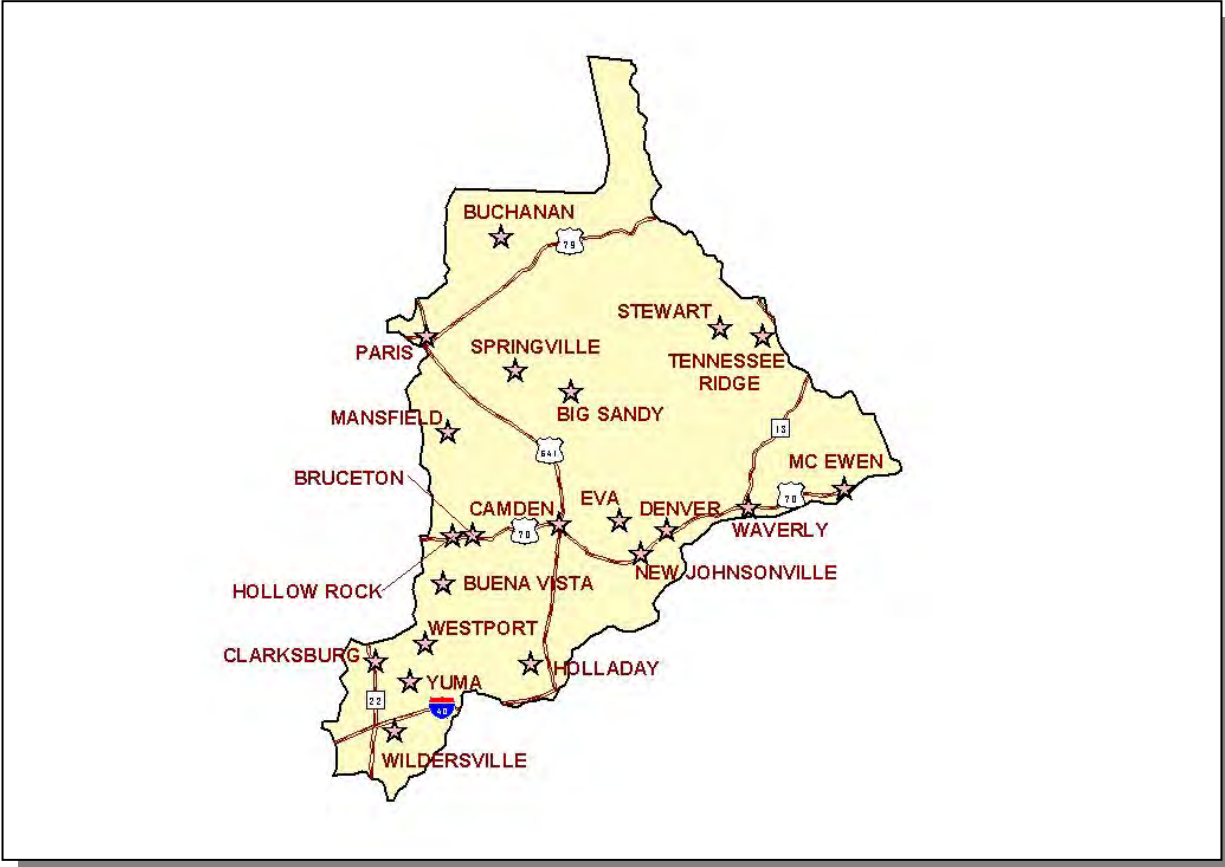 BUCHANAN
79
STEWART
PARIS
SPRINGVILLE
TENNESSEE
RIDGE
BIG SANDY
MANSFIELD
13
641
MC EWEN
BRUCETON
EVA
70
CAMDEN
DENVER
70
WAVERLY
NEW JOHNSONVILLE
HOLLOW ROCK
BUENA VISTA
WESTPORT
CLARKSBURG
HOLLADAY
YUMA
22
40
WILDERSVILLE